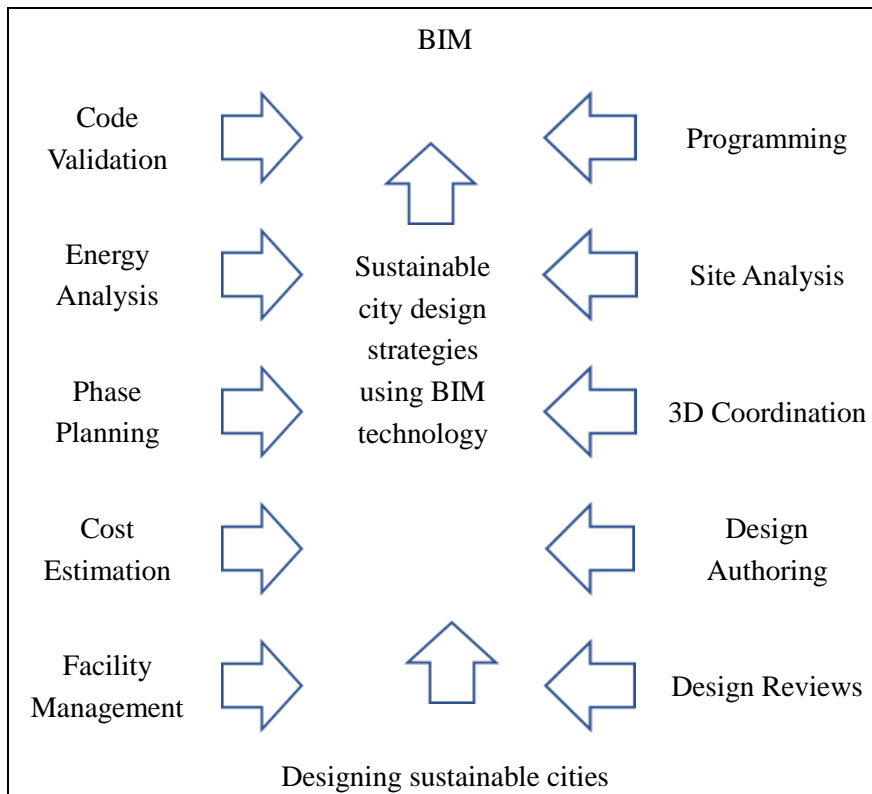 BIM
Code
Validation
Programming
Energy
Analysis
Sustainable
city design
strategies
using BIM
technology
Site Analysis
Phase
Planning
3D Coordination
Cost
Estimation
Design
Authoring
Facility
Management
Design Reviews
Designing sustainable cities